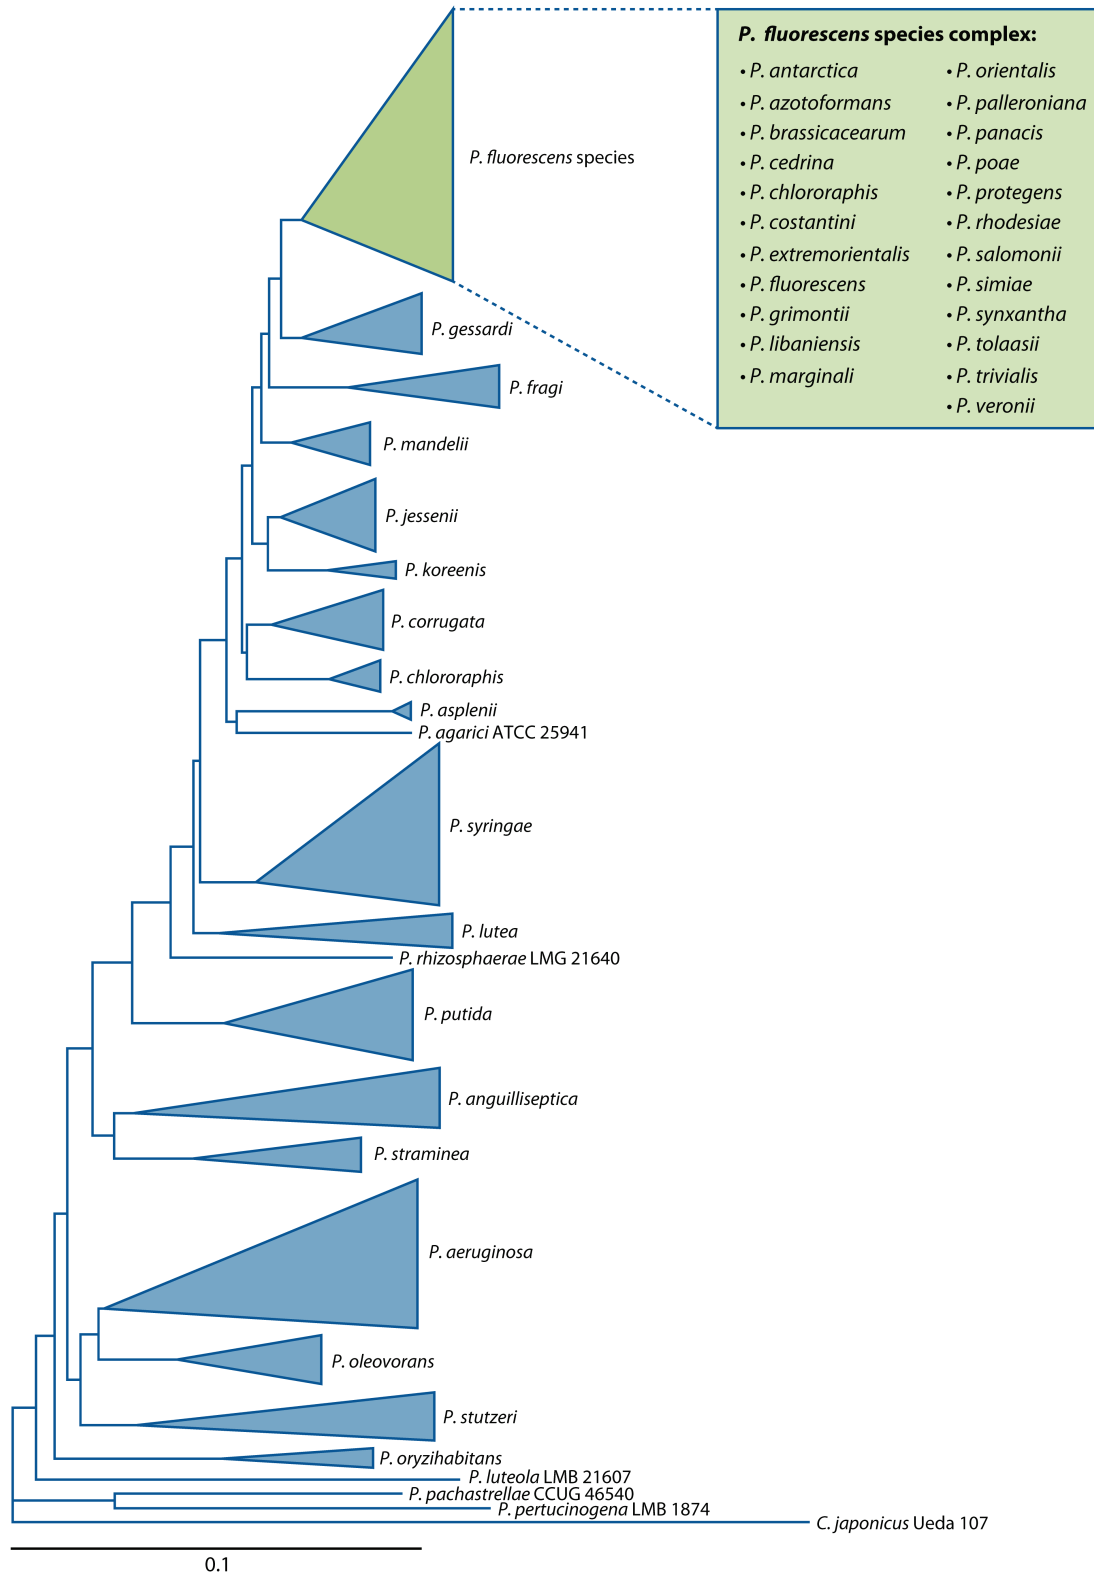 P. fluorescens species complex:
• P. antarctica
• P. azotoformans
• P. brassicacearum
• P. cedrina
• P. chlororaphis
• P. costantini
• P. extremorientalis
• P. fluorescens
• P. grimontii
• P. libaniensis
• P. marginali
• P. orientalis
• P. palleroniana
• P. panacis
• P. poae
• P. protegens
• P. rhodesiae
• P. salomonii
• P. simiae
• P. synxantha
• P. tolaasii
• P. trivialis
• P. veronii
P. fluorescens species
P. gessardi
P. fragi
P. mandelii
P. jessenii
P. koreenis
P. corrugata
P. chlororaphis
P. asplenii
P. agarici ATCC 25941
P. syringae
P. lutea
P. rhizosphaerae LMG 21640
P. putida
P. anguilliseptica
P. straminea
P. aeruginosa
P. oleovorans
P. stutzeri
P. oryzihabitans
P. luteola LMB 21607
P. pachastrellae CCUG 46540
P. pertucinogena LMB 1874
C. japonicus Ueda 107
0.1